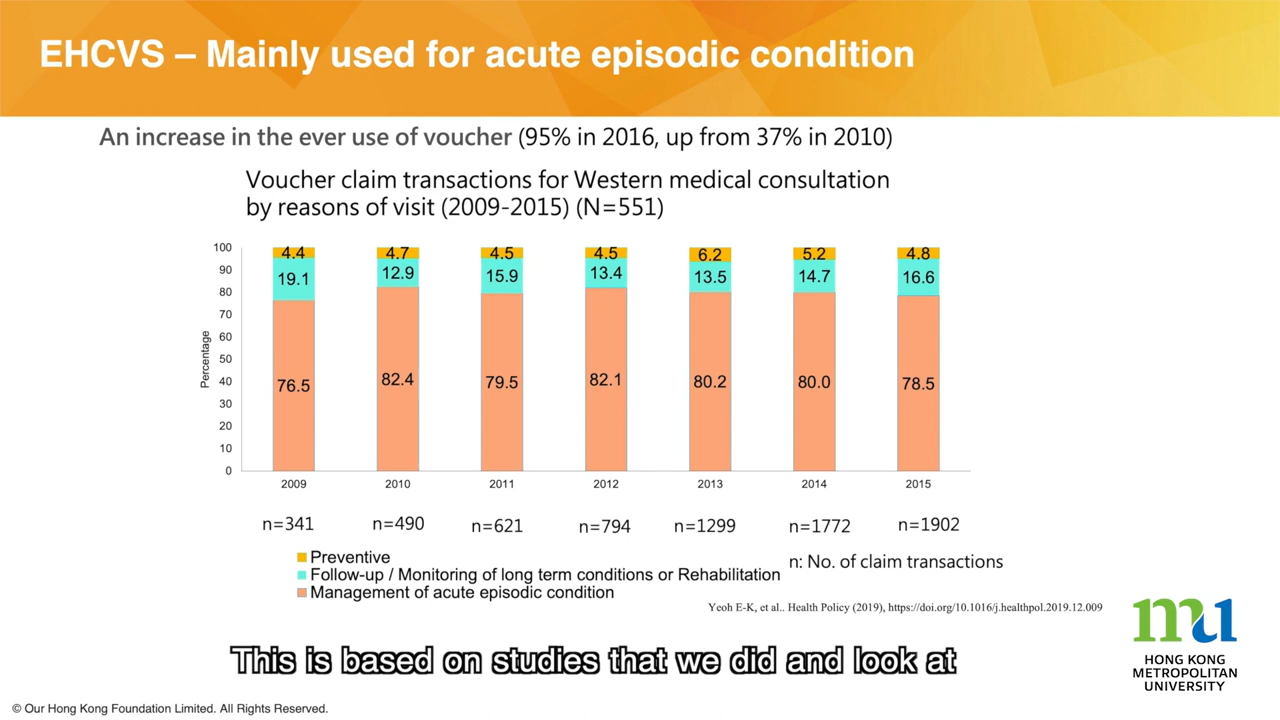 EHCVS – Mainly used for acute episodic condition
An increase in the ever use of voucher (95% in 2016, up from 37% in 2010)
Voucher claim transactions for Western medical consultation
by reasons of visit (2009-2015) (N=551)
Percentage
100
90
80
70
60
50
40
30
20
10
0
4.4 4.7 4.5 4.5 6.2 5.2 4.8
19.1 12.9 15.9 13.4 13.5 14.7 16.6
76.5 82.4 79.5 82.1 80.2 80.0 78.5
2009 2010 2011 2012 2013 2014 2015
n=341 n=490 n=621 n=794 n=1299 n=1772 n=1902
Preventive
Follow-up / Monitoring of long term conditions or Rehabilitation
Management of acute episodic condition
n: No. of claim transactions
Yeoh E-K, et al.. Health Policy (2019), https://doi.org/10.1016/j.healthpol.2019.12.009
This is based on studies that we did and look at
mu
HONG KONG
METROPOLITAN
UNIVERSITY
© Our Hong Kong Foundation Limited. All Rights Reserved.